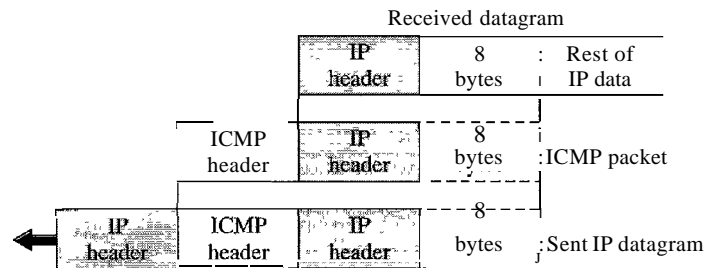 Received datagram
IP header
8 bytes
Rest of IP data
ICMP header
IP header
8 bytes
ICMP packet
IP header
ICMP header
IP header
8 bytes
Sent IP datagram